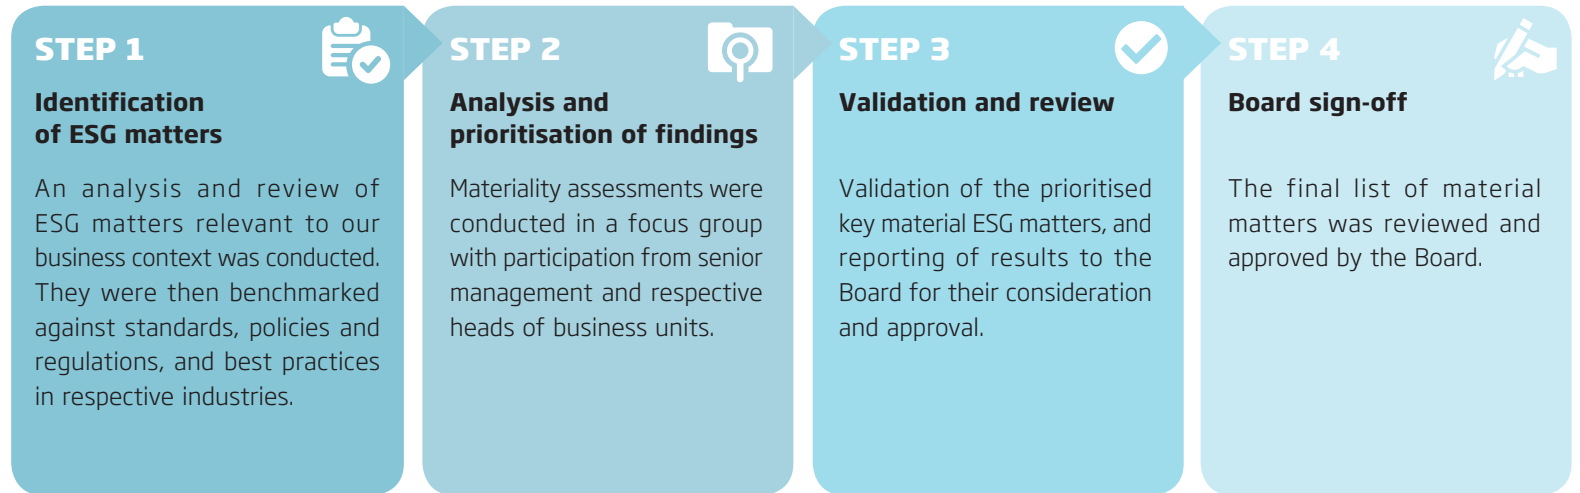 STEP 1
Identification
of ESG matters
An analysis and review of
ESG matters relevant to our
business context was conducted.
They were then benchmarked
against standards, policies and
regulations, and best practices
in respective industries.
STEP 2
Analysis and
prioritisation of findings
Materiality assessments were
conducted in a focus group
with participation from senior
management and respective
heads of business units.
STEP 3
Validation and review
Validation of the prioritised
key material ESG matters, and
reporting of results to the
Board for their consideration
and approval.
STEP 4
Board sign-off
The final list of material
matters was reviewed and
approved by the Board.